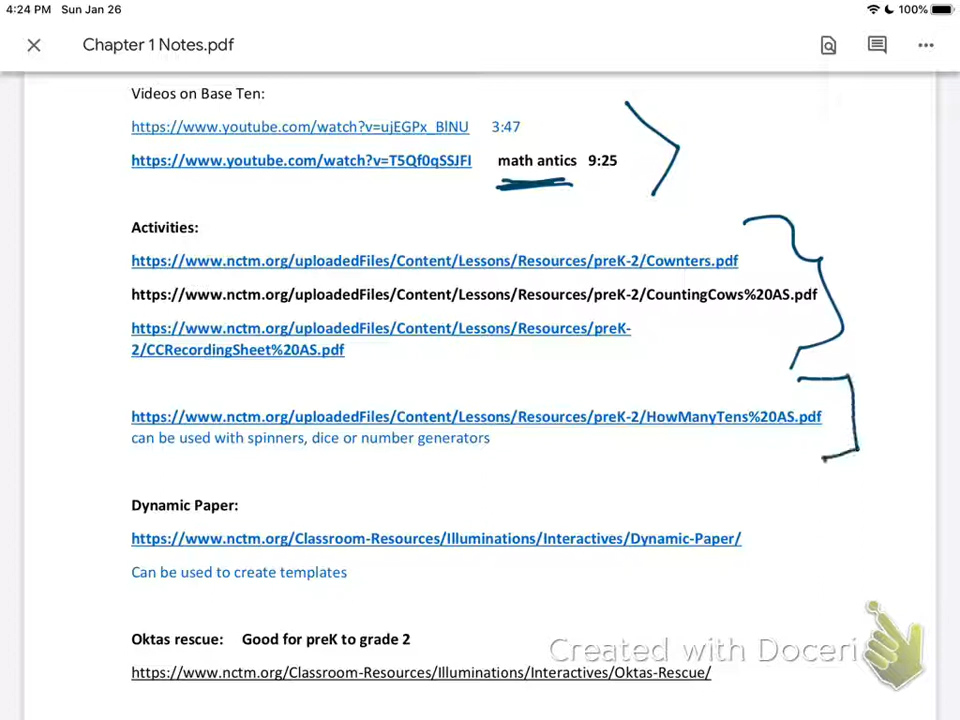 4:24 PM Sun Jan 26
100%
Chapter 1 Notes.pdf
Videos on Base Ten:
https://www.youtube.com/watch?v=ujEGPx_BlNU 3:47
https://www.youtube.com/watch?v=T5Qf0qSSJFI math antics 9:25
Activities:
https://www.nctm.org/uploadedFiles/Content/Lessons/Resources/preK-2/Cownters.pdf
https://www.nctm.org/uploadedFiles/Content/Lessons/Resources/preK-2/CountingCows%20AS.pdf
https://www.nctm.org/uploadedFiles/Content/Lessons/Resources/preK-
2/CCRecordingSheet%20AS.pdf
https://www.nctm.org/uploadedFiles/Content/Lessons/Resources/preK-2/HowManyTens%20AS.pdf
can be used with spinners, dice or number generators
Dynamic Paper:
https://www.nctm.org/Classroom-Resources/Illuminations/Interactives/Dynamic-Paper/
Can be used to create templates
Oktas rescue: Good for preK to grade 2
Created with Doceri
https://www.nctm.org/Classroom-Resources/Illuminations/Interactives/Oktas-Rescue/